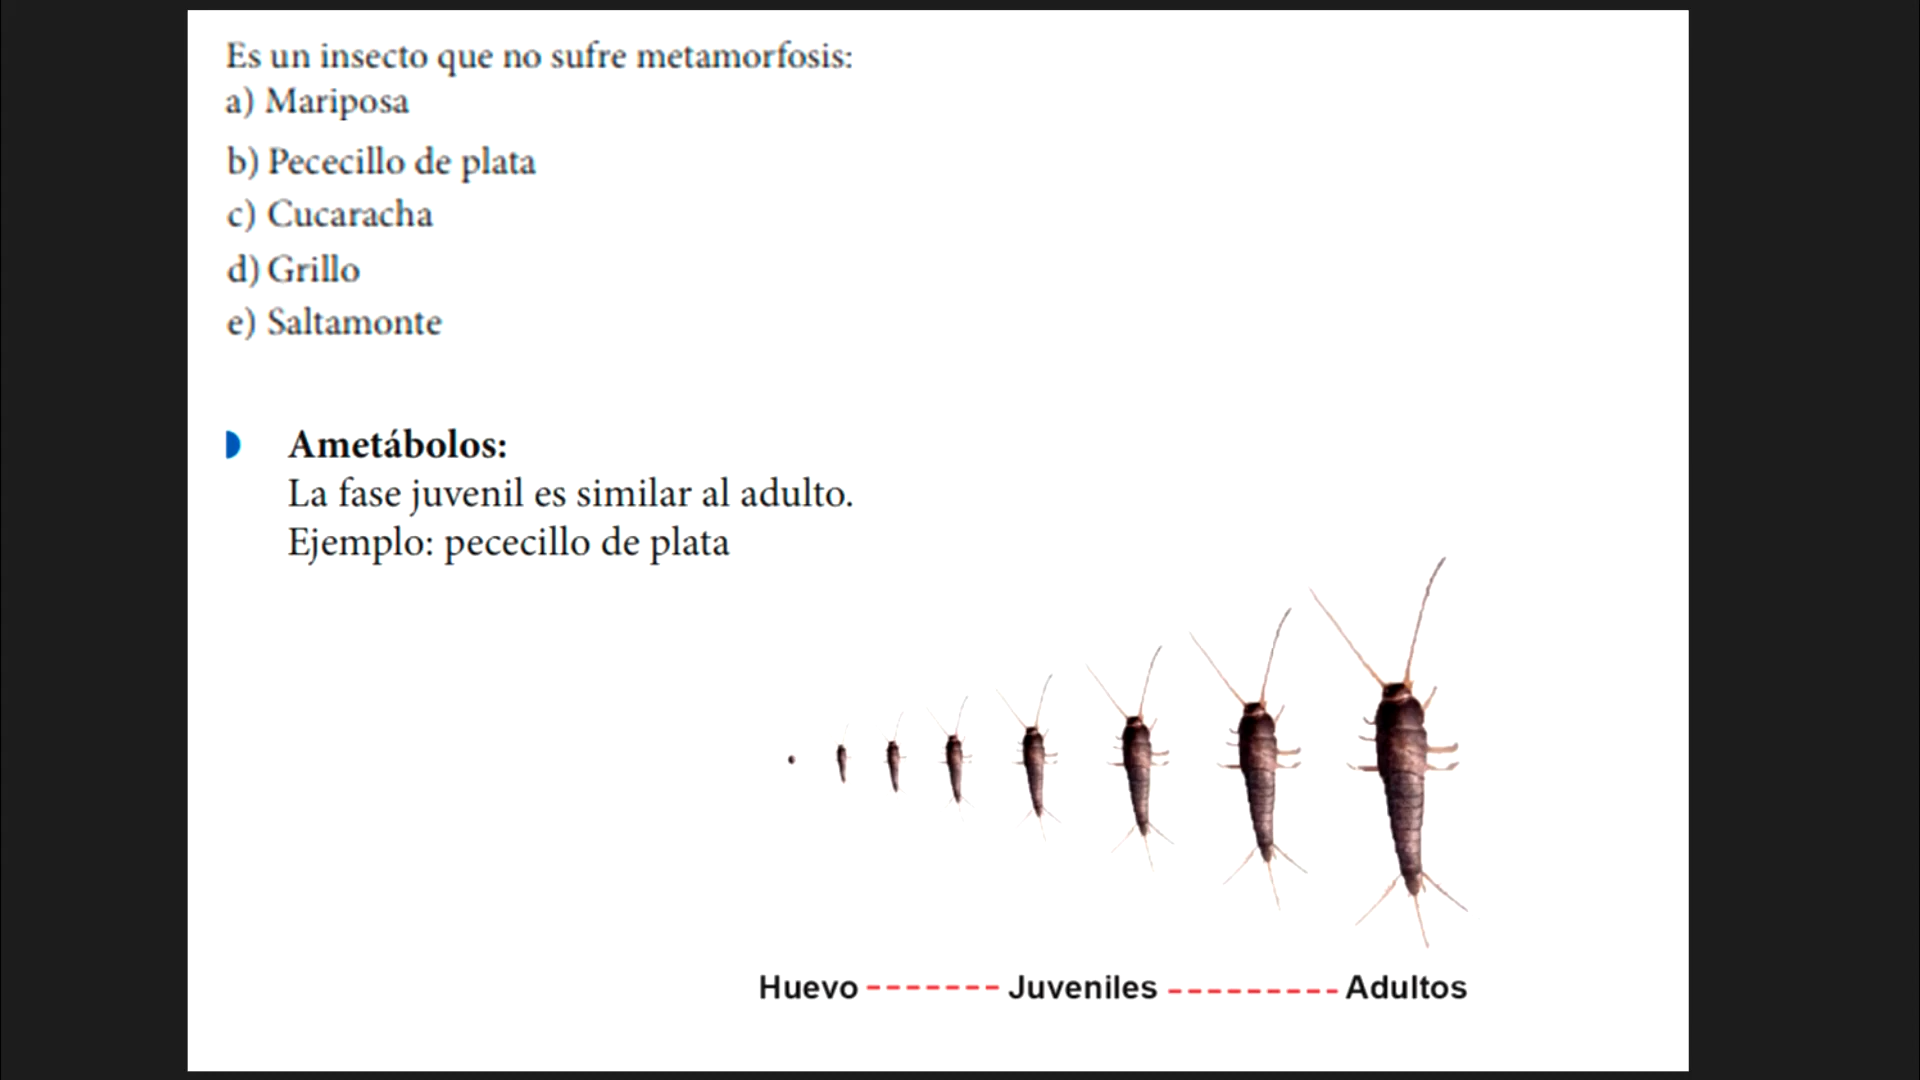 Es un insecto que no sufre metamorfosis:
a) Mariposa
b) Pececillo de plata
c) Cucaracha
d) Grillo
e) Saltamonte
Ametábolos:
La fase juvenil es similar al adulto.
Ejemplo: pececillo de plata
Huevo ------- Juveniles --------- Adultos